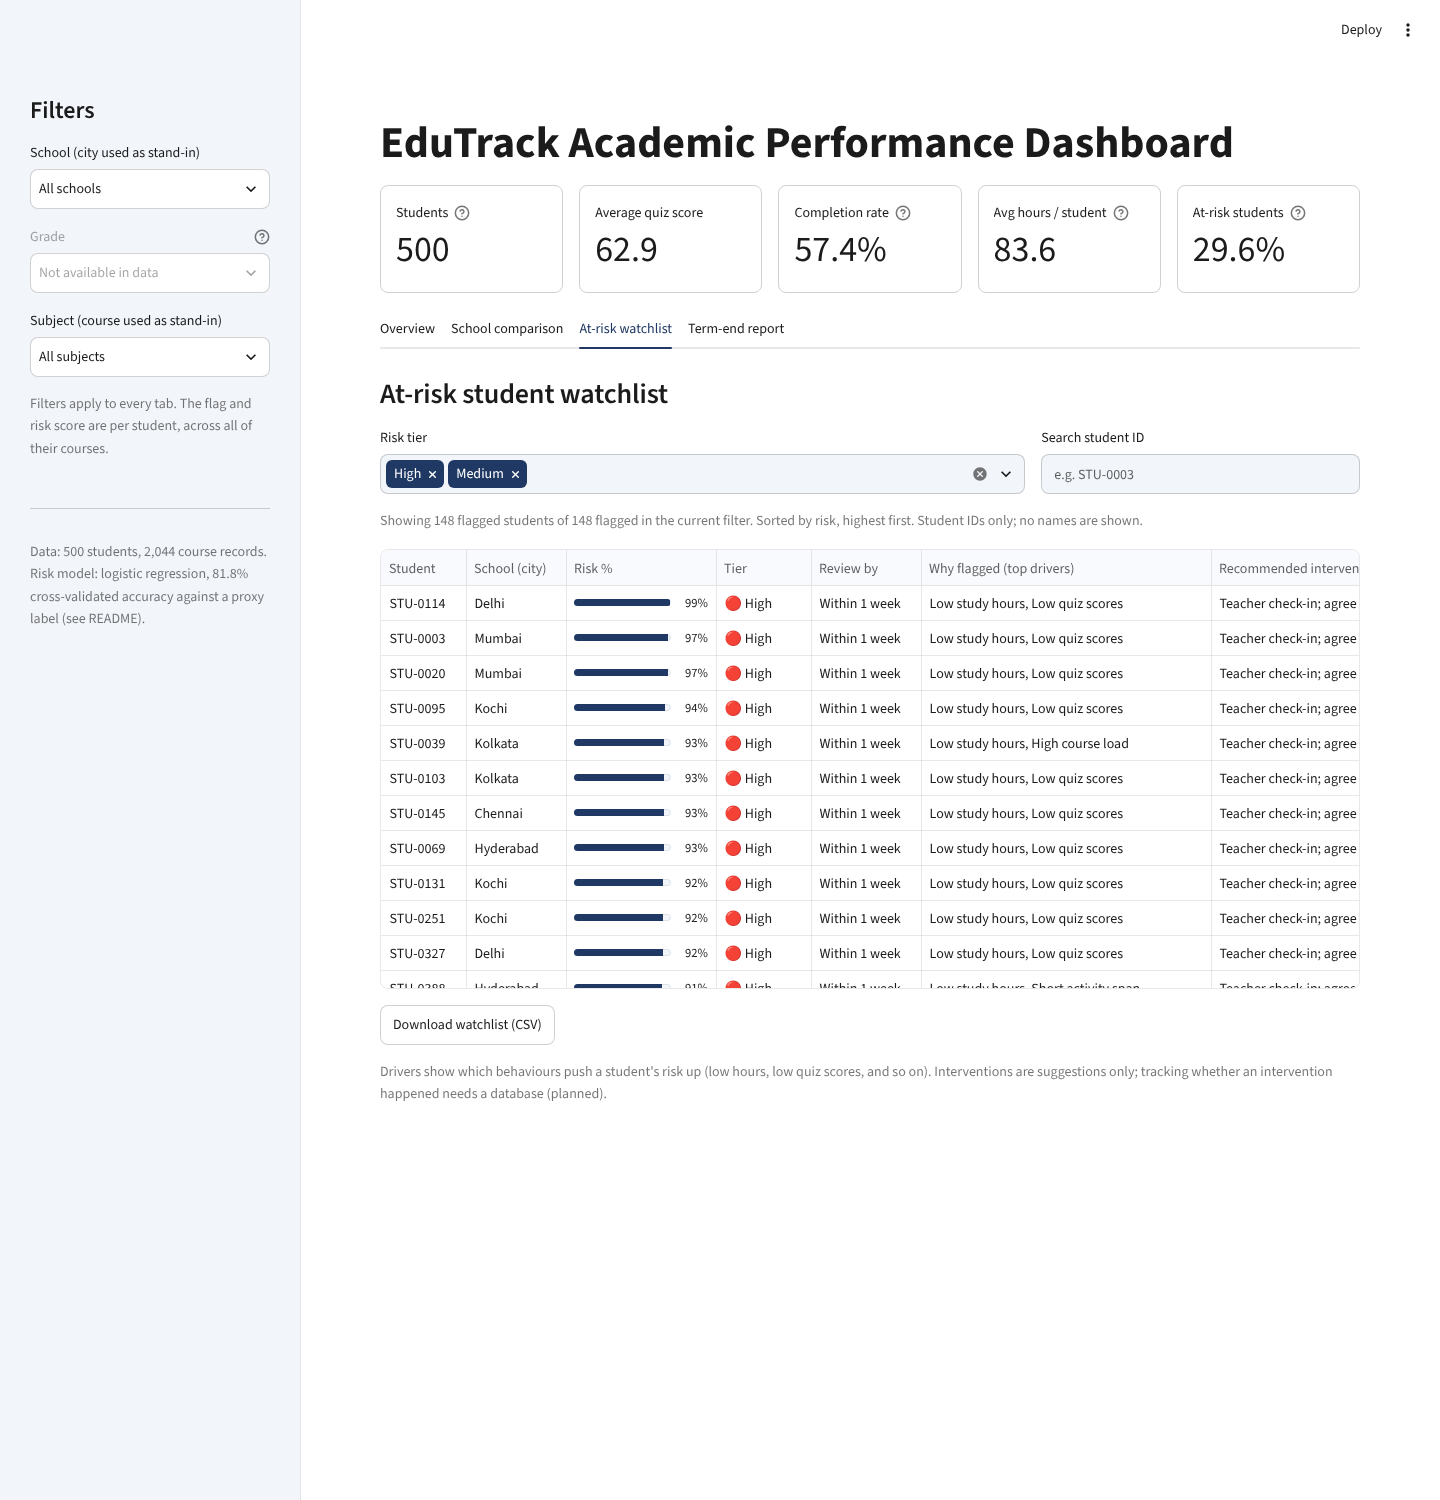 Deploy
Filters
School (city used as stand-in)
All schools
Grade
Not available in data
Subject (course used as stand-in)
All subjects
Filters apply to every tab. The flag and
risk score are per student, across all of
their courses.
Data: 500 students, 2,044 course records.
Risk model: logistic regression, 81.8%
cross-validated accuracy against a proxy
label (see README).
EduTrack Academic Performance Dashboard
Students Average quiz score Completion rate Avg hours / student At-risk students
500 62.9 57.4% 83.6 29.6%
Overview School comparison At-risk watchlist Term-end report
At-risk student watchlist
Risk tier Search student ID
High Medium e.g. STU-0003
Showing 148 flagged students of 148 flagged in the current filter. Sorted by risk, highest first. Student IDs only; no names are shown.
Student School (city) Risk % Tier Review by Why flagged (top drivers) Recommended interven
STU-0114 Delhi 99% High Within 1 week Low study hours, Low quiz scores Teacher check-in; agree
STU-0003 Mumbai 97% High Within 1 week Low study hours, Low quiz scores Teacher check-in; agree
STU-0020 Mumbai 97% High Within 1 week Low study hours, Low quiz scores Teacher check-in; agree
STU-0095 Kochi 94% High Within 1 week Low study hours, Low quiz scores Teacher check-in; agree
STU-0039 Kolkata 93% High Within 1 week Low study hours, High course load Teacher check-in; agree
STU-0103 Kolkata 93% High Within 1 week Low study hours, Low quiz scores Teacher check-in; agree
STU-0145 Chennai 93% High Within 1 week Low study hours, Low quiz scores Teacher check-in; agree
STU-0069 Hyderabad 93% High Within 1 week Low study hours, Low quiz scores Teacher check-in; agree
STU-0131 Kochi 92% High Within 1 week Low study hours, Low quiz scores Teacher check-in; agree
STU-0251 Kochi 92% High Within 1 week Low study hours, Low quiz scores Teacher check-in; agree
STU-0327 Delhi 92% High Within 1 week Low study hours, Low quiz scores Teacher check-in; agree
STU-0388 Hyderabad 91% High Within 1 week Low study hours, Short activity span Teacher check-in; agree
Download watchlist (CSV)
Drivers show which behaviours push a student's risk up (low hours, low quiz scores, and so on). Interventions are suggestions only; tracking whether an intervention
happened needs a database (planned).